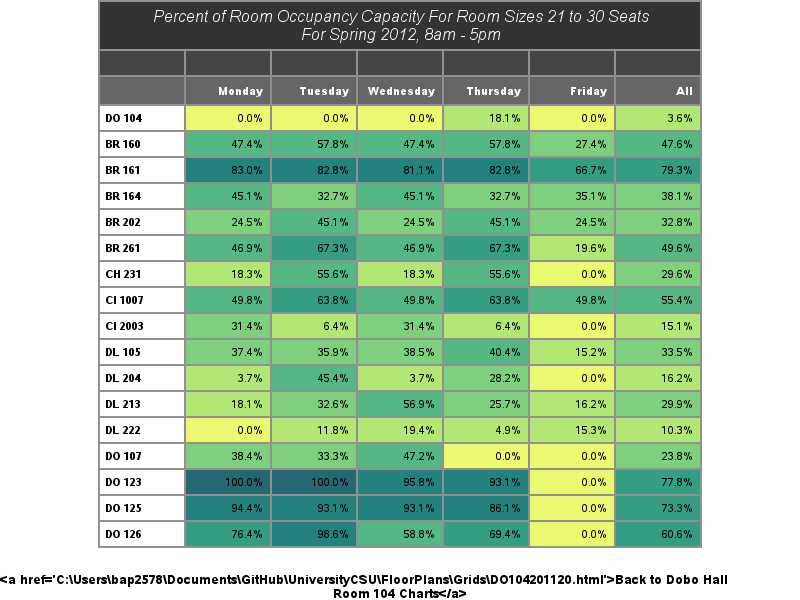 Percent of Room Occupancy Capacity For Room Sizes 21 to 30 Seats
For Spring 2012, 8am - 5pm
Monday Tuesday Wednesday Thursday Friday All
DO 104 0.0% 0.0% 0.0% 18.1% 0.0% 3.6%
BR 160 47.4% 57.8% 47.4% 57.8% 27.4% 47.6%
BR 161 83.0% 82.8% 81.1% 82.8% 66.7% 79.3%
BR 164 45.1% 32.7% 45.1% 32.7% 35.1% 38.1%
BR 202 24.5% 45.1% 24.5% 45.1% 24.5% 32.8%
BR 261 46.9% 67.3% 46.9% 67.3% 19.6% 49.6%
CH 231 18.3% 55.6% 18.3% 55.6% 0.0% 29.6%
CI 1007 49.8% 63.8% 49.8% 63.8% 49.8% 55.4%
CI 2003 31.4% 6.4% 31.4% 6.4% 0.0% 15.1%
DL 105 37.4% 35.9% 38.5% 40.4% 15.2% 33.5%
DL 204 3.7% 45.4% 3.7% 28.2% 0.0% 16.2%
DL 213 18.1% 32.6% 56.9% 25.7% 16.2% 29.9%
DL 222 0.0% 11.8% 19.4% 4.9% 15.3% 10.3%
DO 107 38.4% 33.3% 47.2% 0.0% 0.0% 23.8%
DO 123 100.0% 100.0% 95.8% 93.1% 0.0% 77.8%
DO 125 94.4% 93.1% 93.1% 86.1% 0.0% 73.3%
DO 126 76.4% 98.6% 58.8% 69.4% 0.0% 60.6%
<a href='C:\Users\bap2578\Documents\GitHub\UniversityCSU\FloorPlans\Grids\DO104201120.html'>Back to Dobo Hall
Room 104 Charts</a>